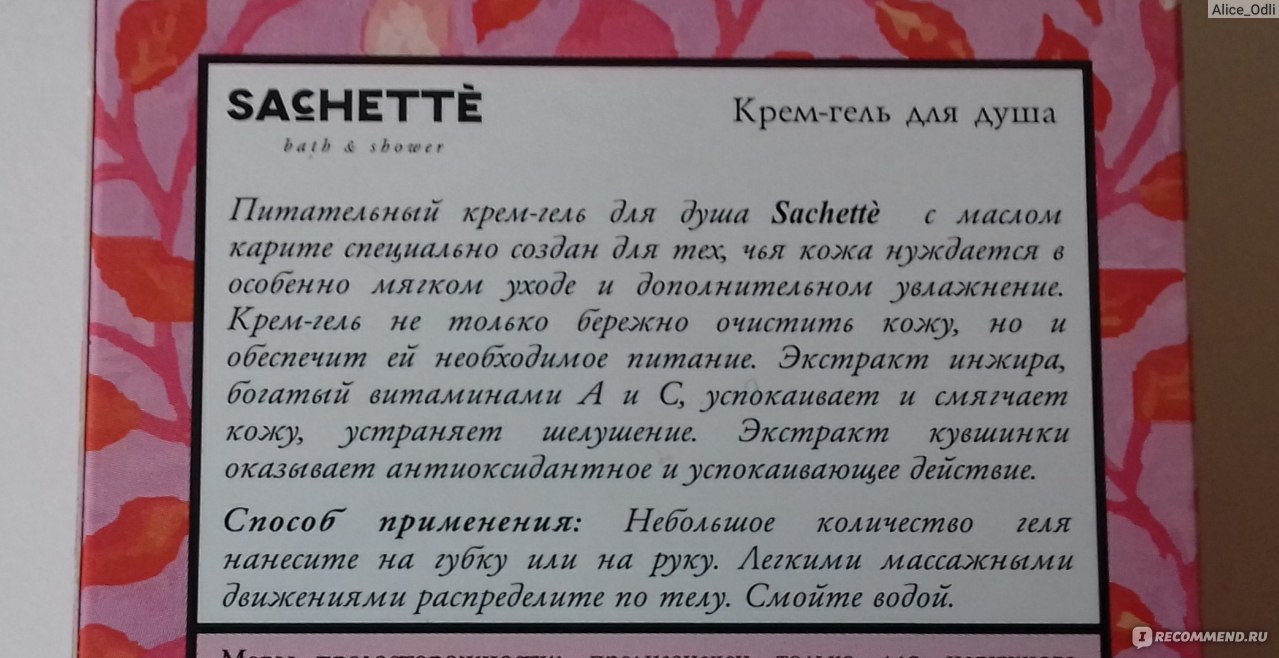 Alice_Odli
SACHETTÈ
Крем-гель для душа
bath & shower
Питательный крем-гель для душа Sachettè с маслом
карите специально создан для тех, чья кожа нуждается в
особенно мягком уходе и дополнительном увлажнение.
Крем-гель не только бережно очистить кожу, но и
обеспечит ей необходимое питание. Экстракт инжира,
богатый витаминами А и С, успокаивает и смягчает
кожу, устраняет шелушение. Экстракт кувшинки
оказывает антиоксидантное и успокаивающее действие.
Способ применения: Небольшое количество геля
нанесите на губку или на руку. Легкими массажными
движениями распределите по телу. Смойте водой.
RECOMMEND.RU